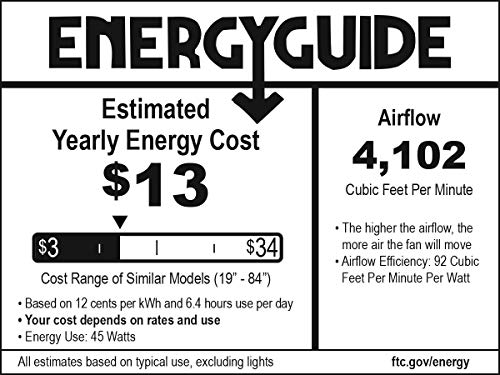 ENERGYGUIDE
Estimated
Yearly Energy Cost
$13
$3 $34
Cost Range of Similar Models (19" - 84")
• Based on 12 cents per kWh and 6.4 hours use per day
• Your cost depends on rates and use
• Energy Use: 45 Watts
Airflow
4,102
Cubic Feet Per Minute
• The higher the airflow, the
more air the fan will move
• Airflow Efficiency: 92 Cubic
Feet Per Minute Per Watt
All estimates based on typical use, excluding lights
ftc.gov/energy